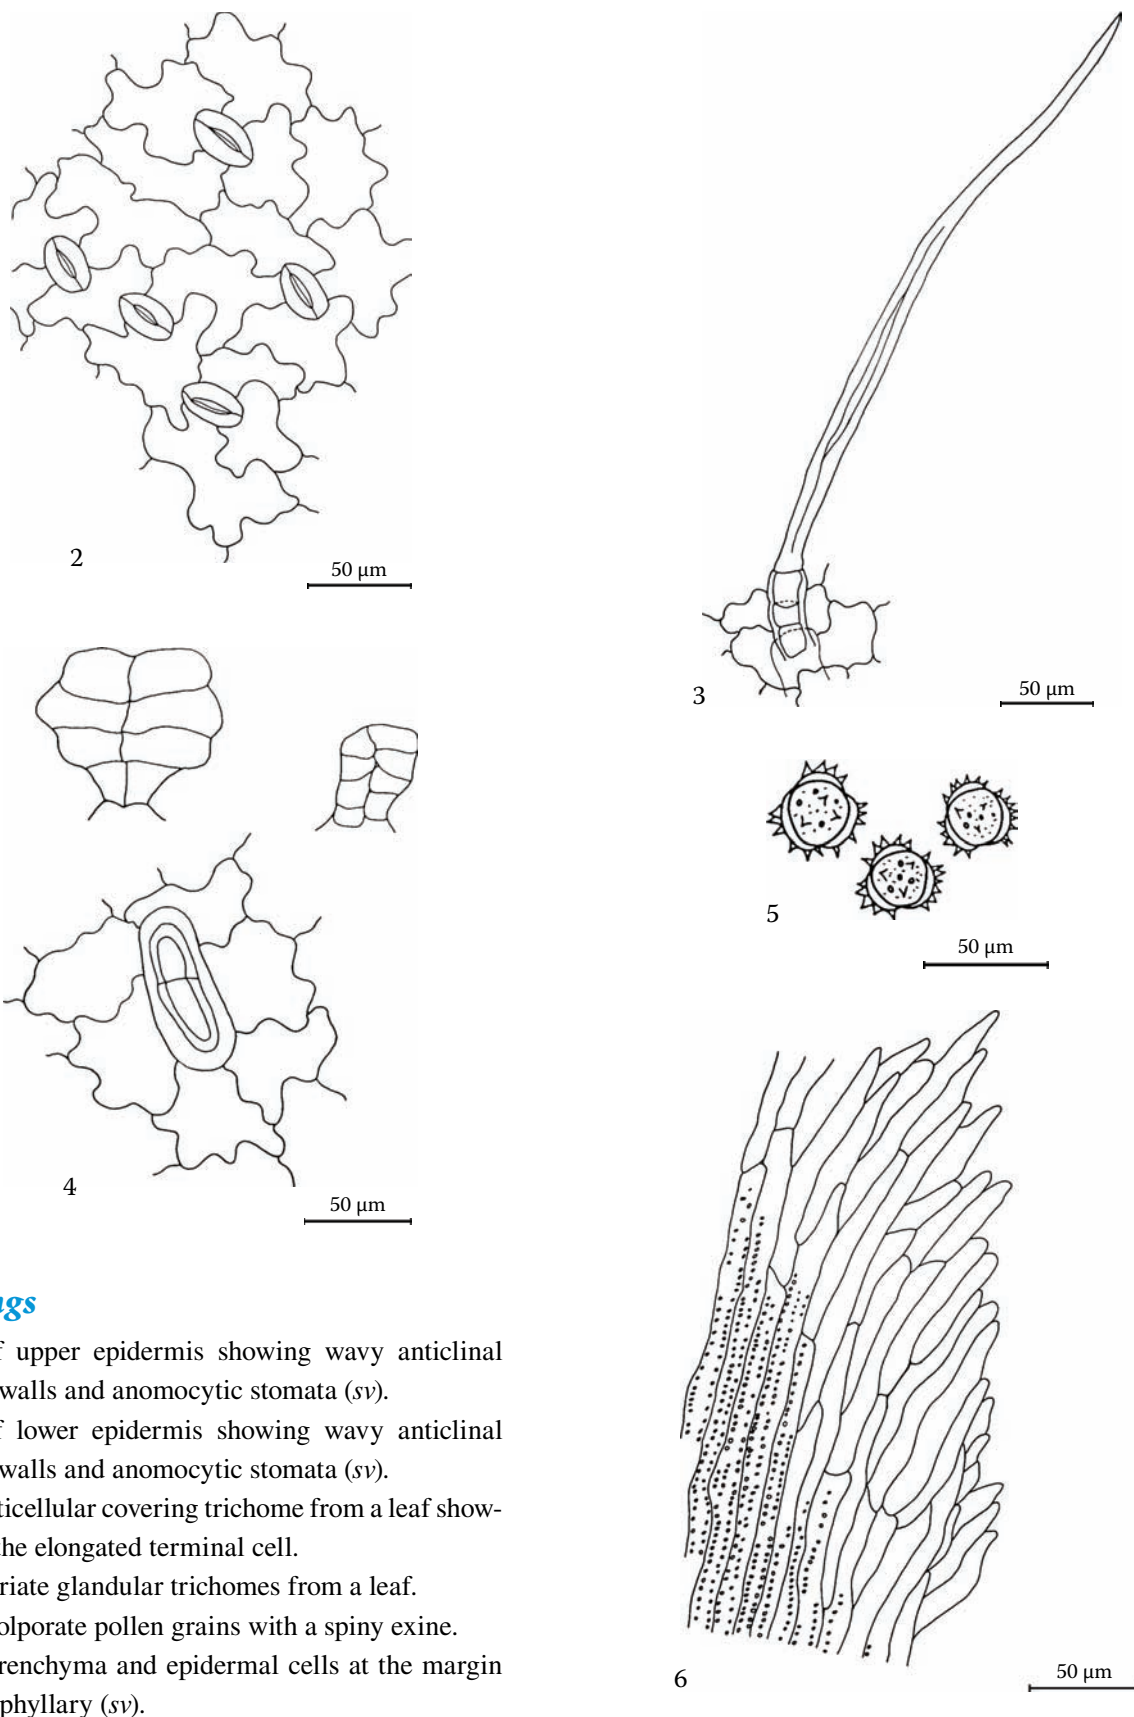 2
50 µm
3
50 µm
5
50 µm
4
50 µm
ngs
f upper epidermis showing wavy anticlinal
walls and anomocytic stomata (sv).
f lower epidermis showing wavy anticlinal
walls and anomocytic stomata (sv).
ticellular covering trichome from a leaf show-
the elongated terminal cell.
riate glandular trichomes from a leaf.
olporate pollen grains with a spiny exine.
renchyma and epidermal cells at the margin
phyllary (sv).
6
50 µm